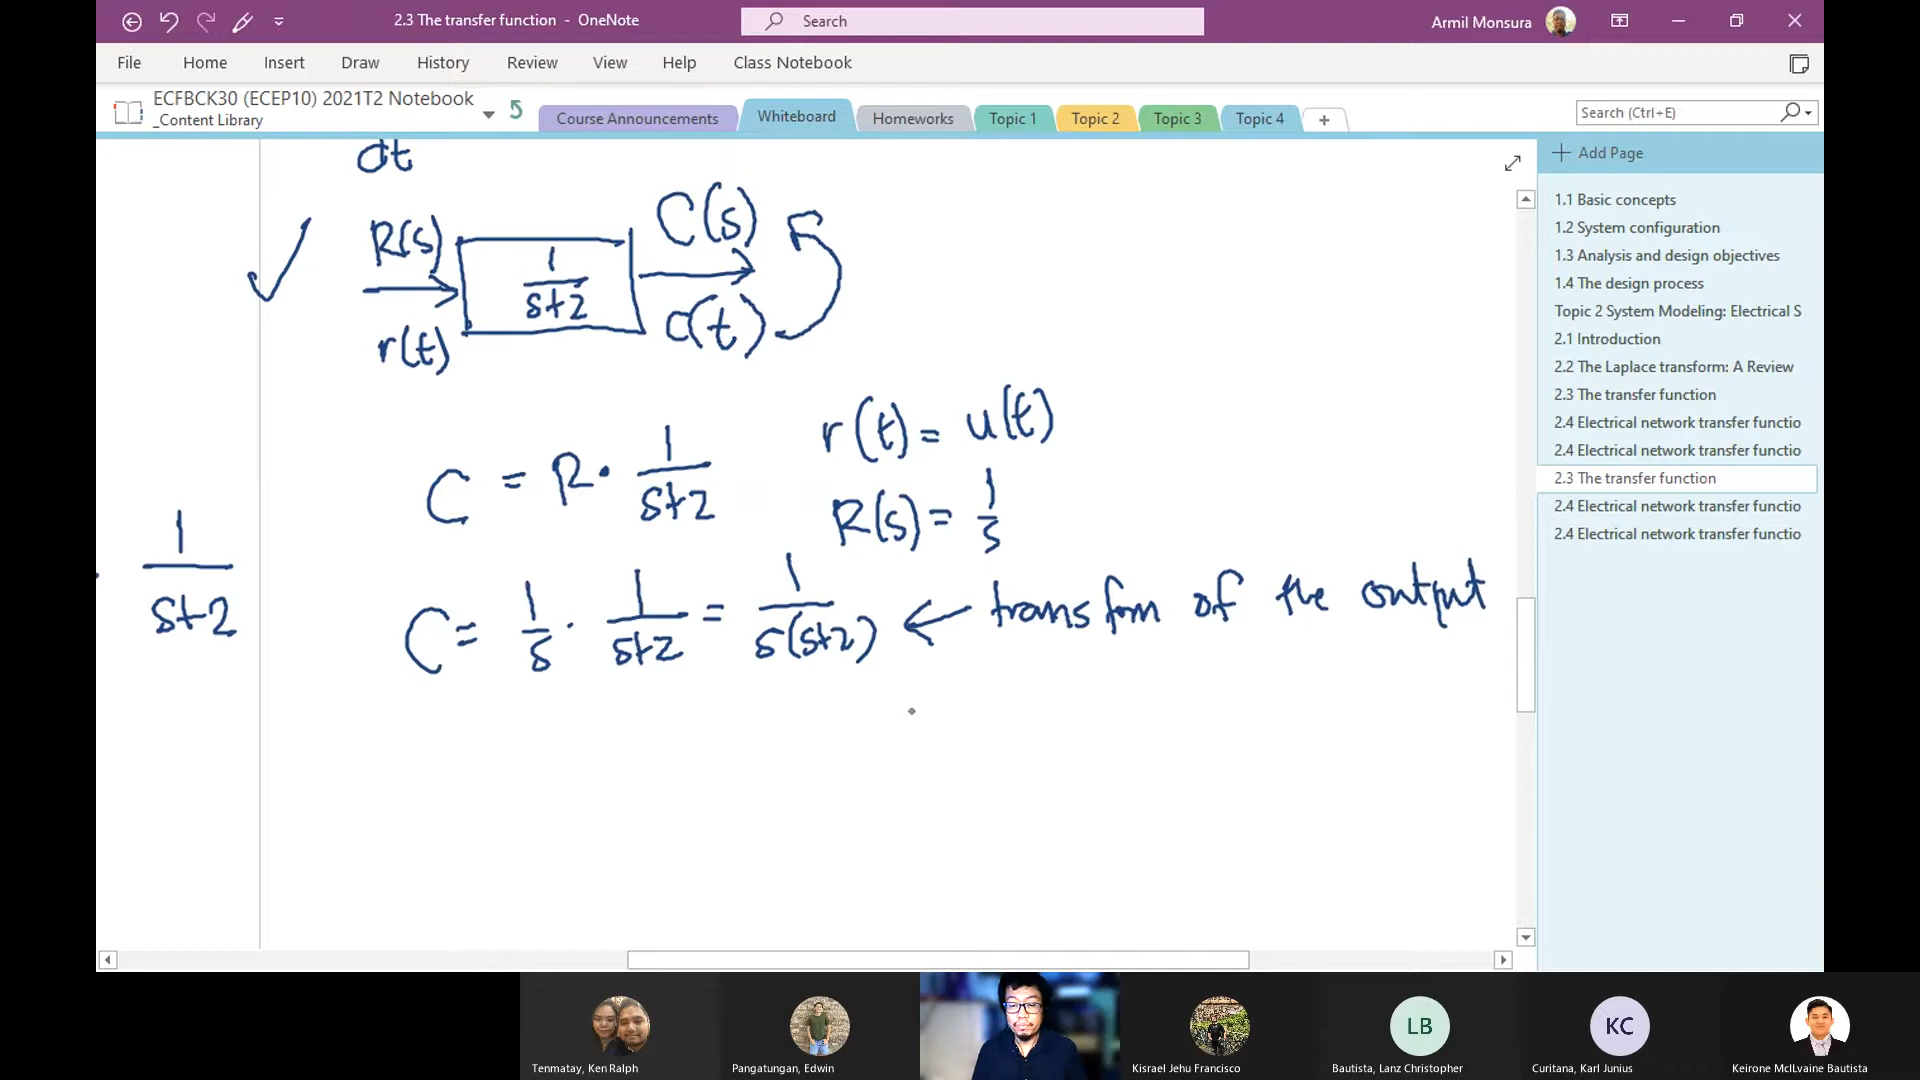 2.3 The transfer function - OneNote
Search
Armil Monsura
File Home Insert Draw History Review View Help Class Notebook
ECFBCK30 (ECEP10) 2021T2 Notebook
_Content Library
Course Announcements Whiteboard Homeworks Topic 1 Topic 2 Topic 3 Topic 4 +
Search (Ctrl+E)
Add Page
1.1 Basic concepts
1.2 System configuration
1.3 Analysis and design objectives
1.4 The design process
Topic 2 System Modeling: Electrical S
2.1 Introduction
2.2 The Laplace transform: A Review
2.3 The transfer function
2.4 Electrical network transfer functio
2.4 Electrical network transfer functio
2.3 The transfer function
2.4 Electrical network transfer functio
2.4 Electrical network transfer functio
dt
R(s) 1/(s+2) C(s)
r(t) c(t)
C = R · 1/(s+2) r(t) = u(t)
R(s) = 1/s
1/(s+2)
C = 1/s · 1/(s+2) = 1/(s(s+2)) ← transfom of the output
Tenmatay, Ken Ralph
Pangatungan, Edwin
Kisrael Jehu Francisco
LB
Bautista, Lanz Christopher
KC
Curitana, Karl Junius
Keirone McILvaine Bautista